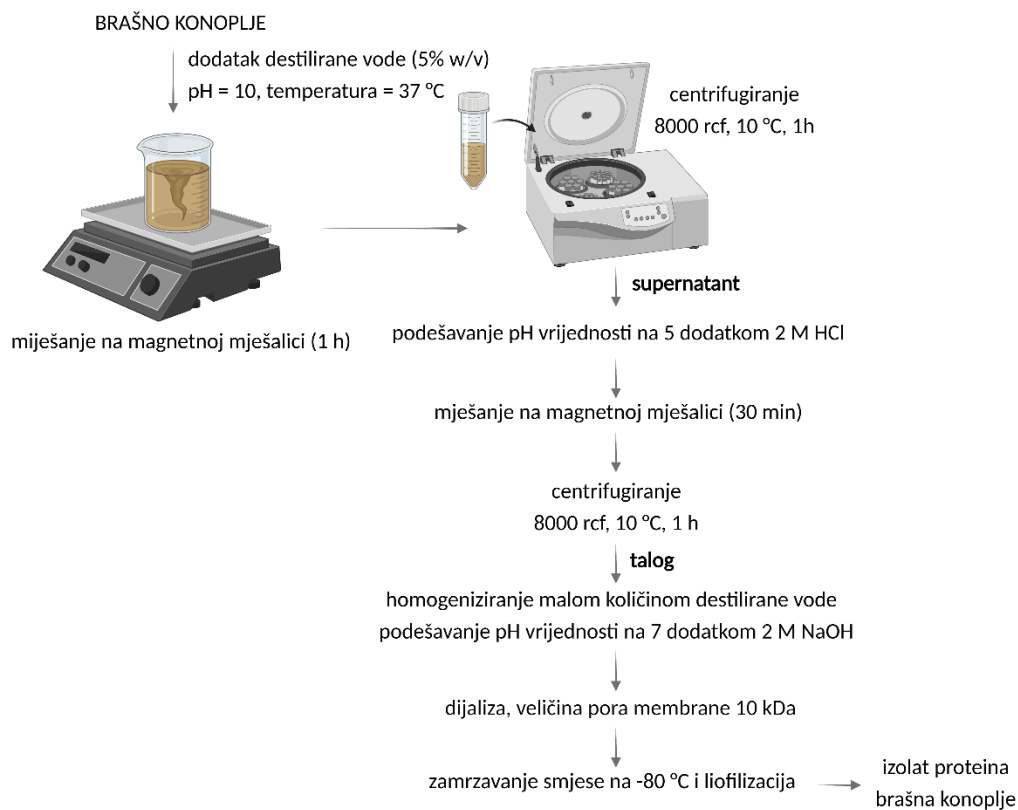 BRAŠNO KONOPLJE
dodatak destilirane vode (5% w/v)
pH = 10, temperatura = 37 °C
centrifugiranje
8000 rcf, 10 °C, 1h
miješanje na magnetnoj mješalici (1 h)
supernatant
podešavanje pH vrijednosti na 5 dodatkom 2 M HCl
mješanje na magnetnoj mješalici (30 min)
centrifugiranje
8000 rcf, 10 °C, 1 h
talog
homogeniziranje malom količinom destilirane vode
podešavanje pH vrijednosti na 7 dodatkom 2 M NaOH
dijaliza, veličina pora membrane 10 kDa
zamrzavanje smjese na -80 °C i liofilizacija
izolat proteina
brašna konoplje